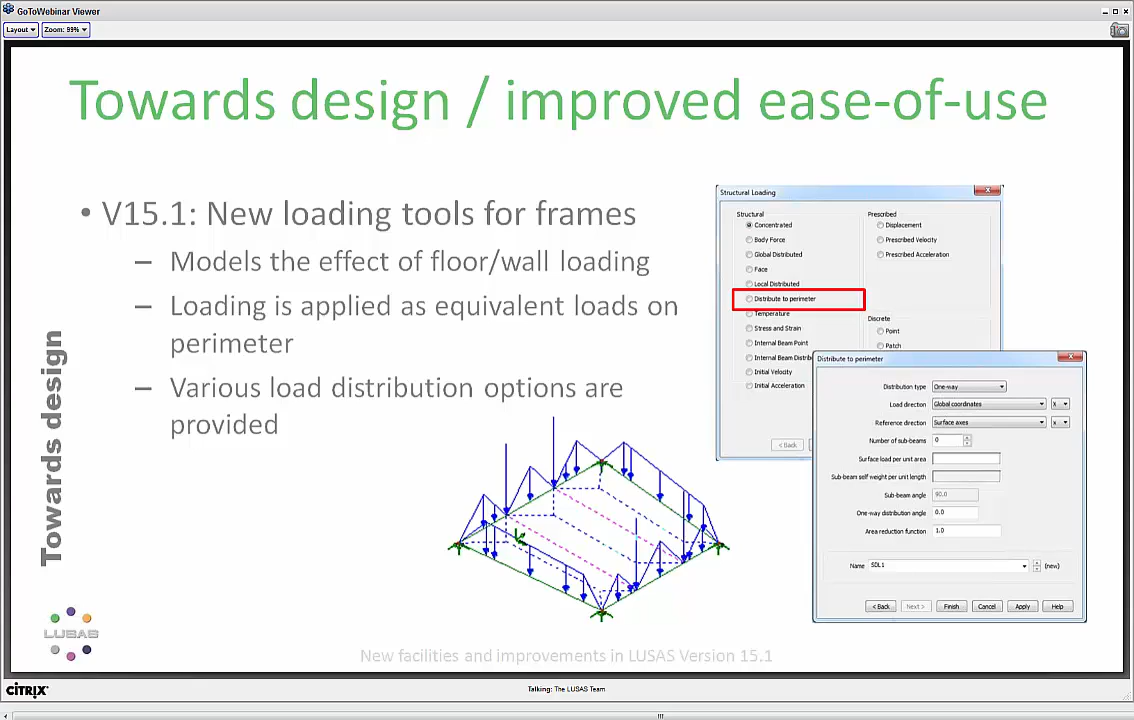 GoToWebinar Viewer
Layout
Zoom: 99%
Towards design / improved ease-of-use
• V15.1: New loading tools for frames
– Models the effect of floor/wall loading
– Loading is applied as equivalent loads on
perimeter
– Various load distribution options are
provided
Towards design
LUSAS
Structural Loading
Structural
Concentrated
Body Force
Global Distributed
Face
Local Distributed
Distribute to perimeter
Temperature
Stress and Strain
Internal Beam Point
Internal Beam Distrib
Initial Velocity
Initial Acceleration
Prescribed
Displacement
Prescribed Velocity
Prescribed Acceleration
Discrete
Point
Patch
< Back
Distribute to perimeter
Distribution type One-way
Load direction Global coordinates x
Reference direction Surface axes x
Number of sub-beams 0
Surface load per unit area
Sub-beam self weight per unit length
Sub-beam angle 90.0
One-way distribution angle 0.0
Area reduction function 1.0
Name SDL1 (new)
< Back Next > Finish Cancel Apply Help
New facilities and improvements in LUSAS Version 15.1
CITRIX
Talking: The LUSAS Team